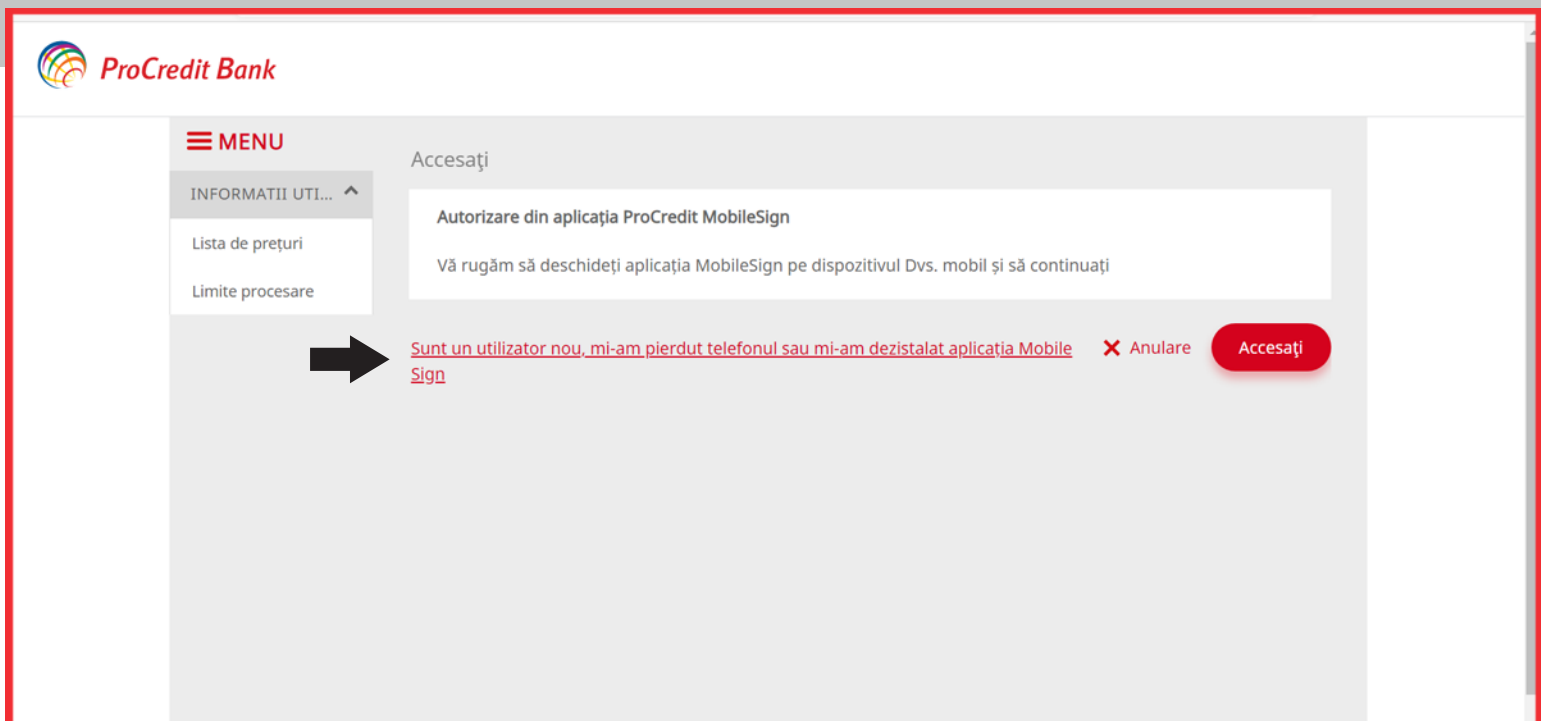 ProCredit Bank
MENU
INFORMATII UTI...
Lista de prețuri
Limite procesare
Accesaţi
Autorizare din aplicația ProCredit MobileSign
Vă rugăm să deschideți aplicația MobileSign pe dispozitivul Dvs. mobil și să continuați
Sunt un utilizator nou, mi-am pierdut telefonul sau mi-am dezistalat aplicația Mobile
Sign
Anulare
Accesaţi